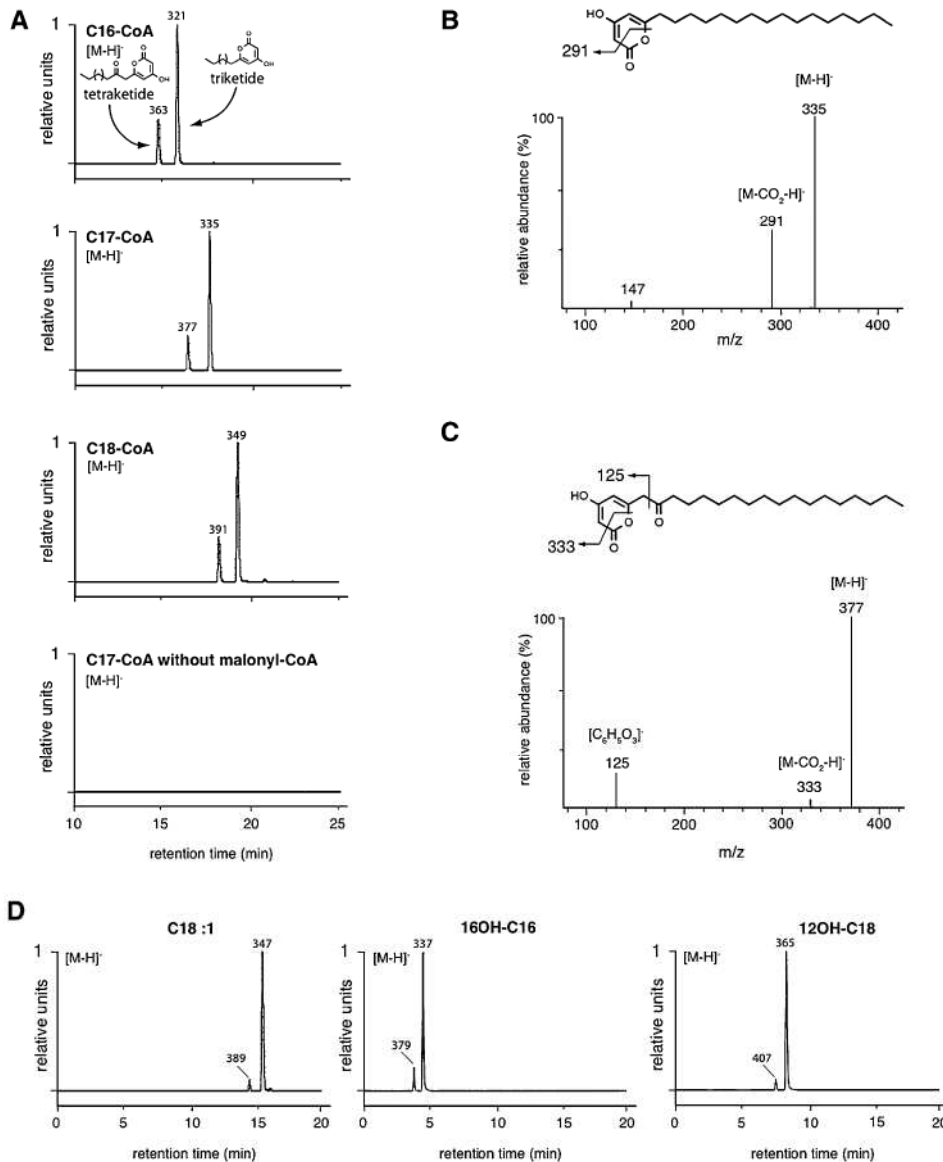 A
C16-CoA
[M-H]-
321
363
tetraketide
triketide
O
O
O
OH
O
O
OH
relative units
1
C17-CoA
[M-H]-
335
377
relative units
1
C18-CoA
[M-H]-
349
391
relative units
1
C17-CoA without malonyl-CoA
[M-H]-
relative units
1
10 15 20 25
retention time (min)
B
HO
O
O
291
[M-H]-
335
100
[M-CO2-H]-
291
147
relative abundance (%)
100 200 300 400
m/z
C
125
HO
O
O
O
333
[M-H]-
377
100
[C6H5O3]-
125
[M-CO2-H]-
333
relative abundance (%)
100 200 300 400
m/z
D
C18 :1
[M-H]-
347
389
relative units
1
0 5 10 15 20
retention time (min)
16OH-C16
[M-H]-
337
379
relative units
1
0 5 10 15 20
retention time (min)
12OH-C18
[M-H]-
365
407
relative units
1
0 5 10 15 20
retention time (min)